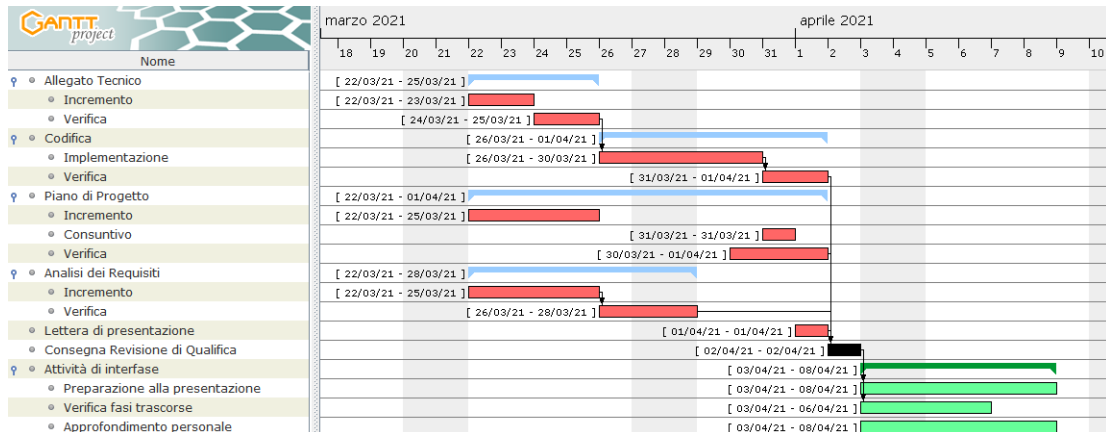 GANTT project
marzo 2021 aprile 2021
Nome 18 19 20 21 22 23 24 25 26 27 28 29 30 31 1 2 3 4 5 6 7 8 9 10
Allegato Tecnico [ 22/03/21 - 25/03/21 ]
Incremento [ 22/03/21 - 23/03/21 ]
Verifica [ 24/03/21 - 25/03/21 ]
Codifica [ 26/03/21 - 01/04/21 ]
Implementazione [ 26/03/21 - 30/03/21 ]
Verifica [ 31/03/21 - 01/04/21 ]
Piano di Progetto [ 22/03/21 - 01/04/21 ]
Incremento [ 22/03/21 - 25/03/21 ]
Consuntivo [ 31/03/21 - 31/03/21 ]
Verifica [ 30/03/21 - 01/04/21 ]
Analisi dei Requisiti [ 22/03/21 - 28/03/21 ]
Incremento [ 22/03/21 - 25/03/21 ]
Verifica [ 26/03/21 - 28/03/21 ]
Lettera di presentazione [ 01/04/21 - 01/04/21 ]
Consegna Revisione di Qualifica [ 02/04/21 - 02/04/21 ]
Attività di interfase [ 03/04/21 - 08/04/21 ]
Preparazione alla presentazione [ 03/04/21 - 08/04/21 ]
Verifica fasi trascorse [ 03/04/21 - 06/04/21 ]
Approfondimento personale [ 03/04/21 - 08/04/21 ]